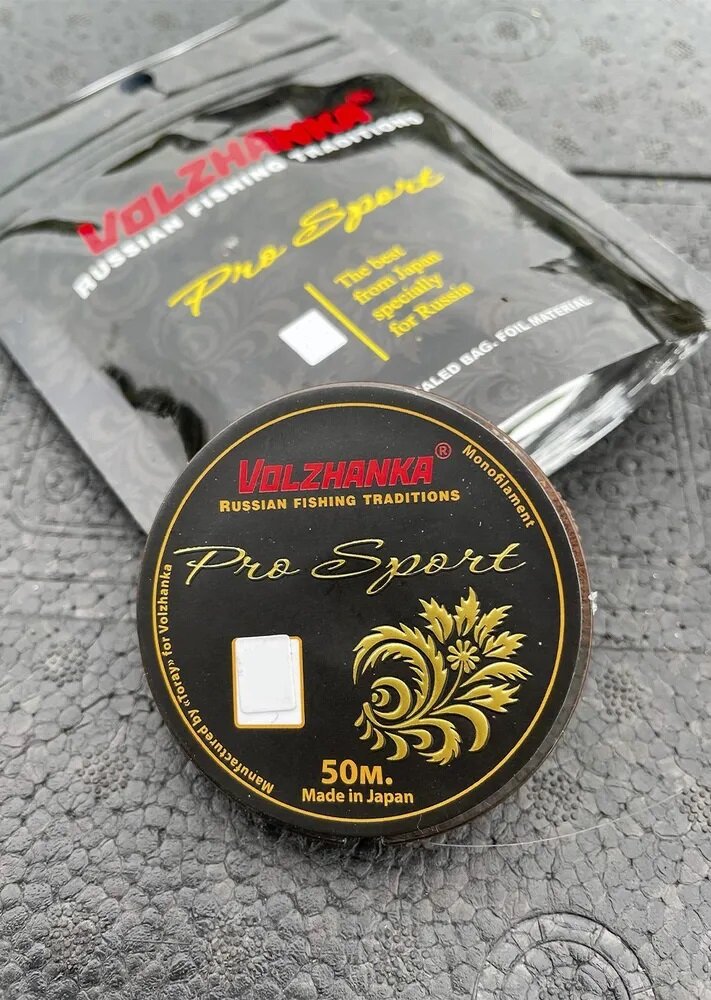 VOLZHANKA®
RUSSIAN FISHING TRADITIONS
Pro Sport
The best
from Japan
specially
for Russia
ALED BAG. FOIL MATERIAL.
VOLZHANKA®
RUSSIAN FISHING TRADITIONS
Monofilament
Pro Sport
Manufactured by «Toray» for Volzhanka
50м.
Made in Japan